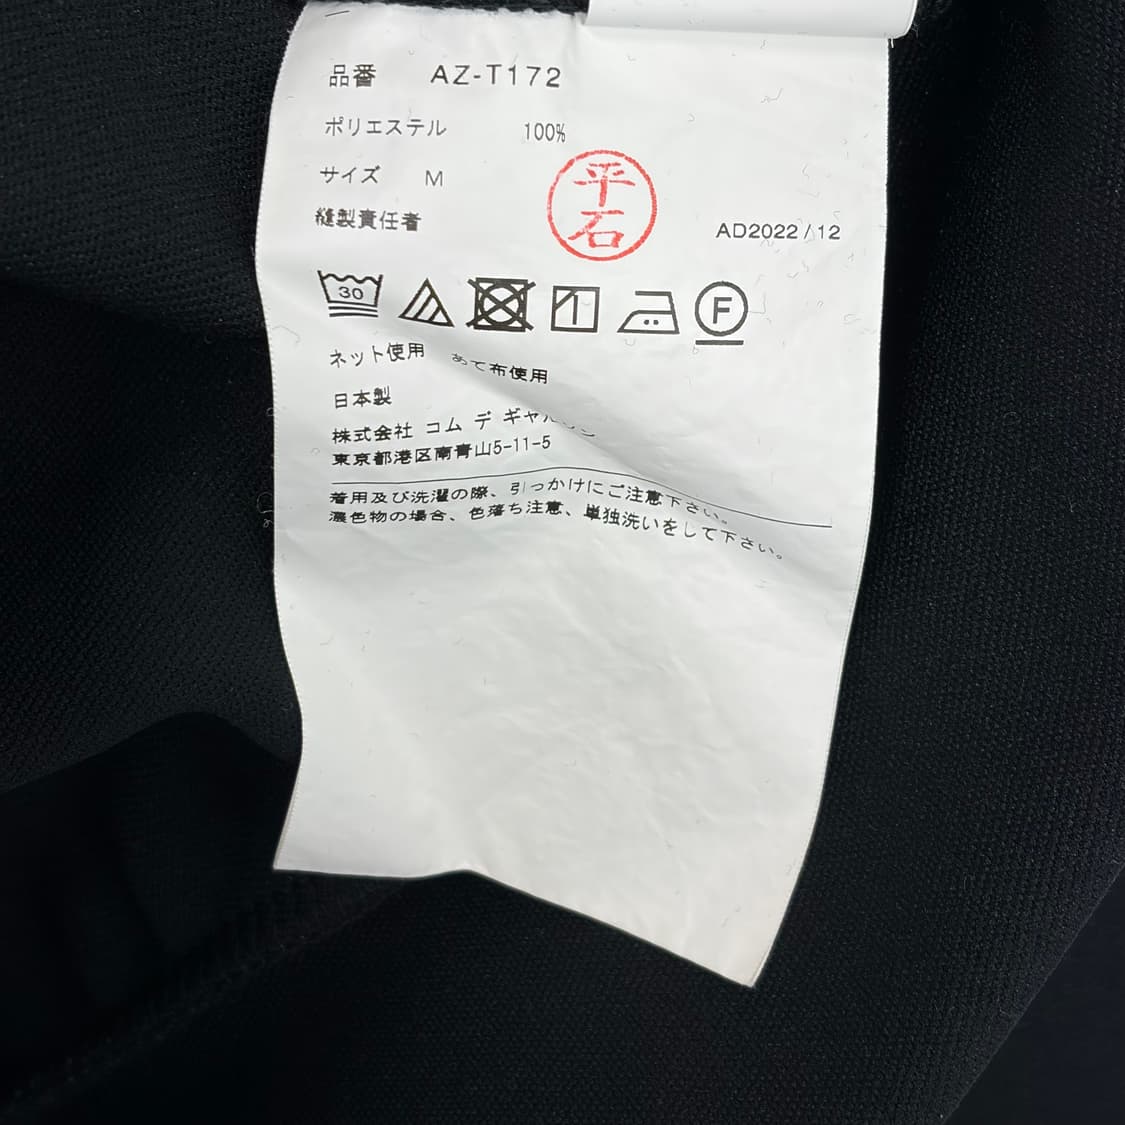 品番 AZ-T172
ポリエステル 100%
サイズ M
縫製責任者 平石 AD2022/12
30 F
ネット使用 あて布使用
日本製
株式会社 コム デ ギャルソン
東京都港区南青山5-11-5
着用及び洗濯の際、引っかけにご注意下さい。
濃色物の場合、色落ち注意、単独洗いをして下さい。